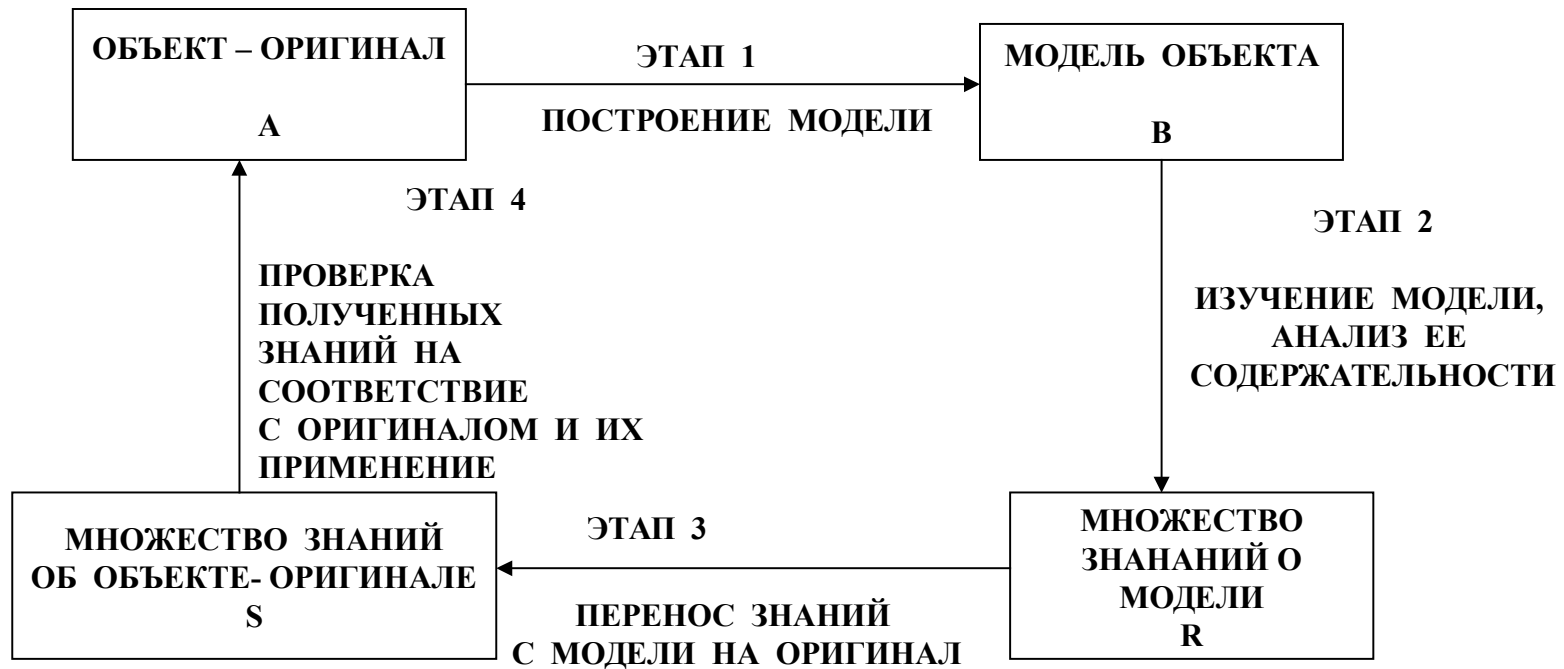 ОБЪЕКТ – ОРИГИНАЛ
А
ЭТАП 1
ПОСТРОЕНИЕ МОДЕЛИ
МОДЕЛЬ ОБЪЕКТА
В
ЭТАП 2
ИЗУЧЕНИЕ МОДЕЛИ,
АНАЛИЗ ЕЕ
СОДЕРЖАТЕЛЬНОСТИ
МНОЖЕСТВО
ЗНАНАНИЙ О
МОДЕЛИ
R
ЭТАП 3
ПЕРЕНОС ЗНАНИЙ
С МОДЕЛИ НА ОРИГИНАЛ
МНОЖЕСТВО ЗНАНИЙ
ОБ ОБЪЕКТЕ- ОРИГИНАЛЕ
S
ЭТАП 4
ПРОВЕРКА
ПОЛУЧЕННЫХ
ЗНАНИЙ НА
СООТВЕТСТВИЕ
С ОРИГИНАЛОМ И ИХ
ПРИМЕНЕНИЕ